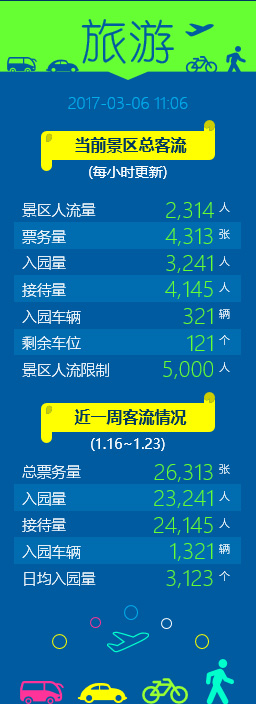 旅游
2017-03-06 11:06
当前景区总客流
(每小时更新)
景区人流量 2,314 人
票务量 4,313 张
入园量 3,241 人
接待量 4,145 人
入园车辆 321 辆
剩余车位 121 个
景区人流限制 5,000 人
近一周客流情况
(1.16~1.23)
总票务量 26,313 张
入园量 23,241 人
接待量 24,145 人
入园车辆 1,321 辆
日均入园量 3,123 个